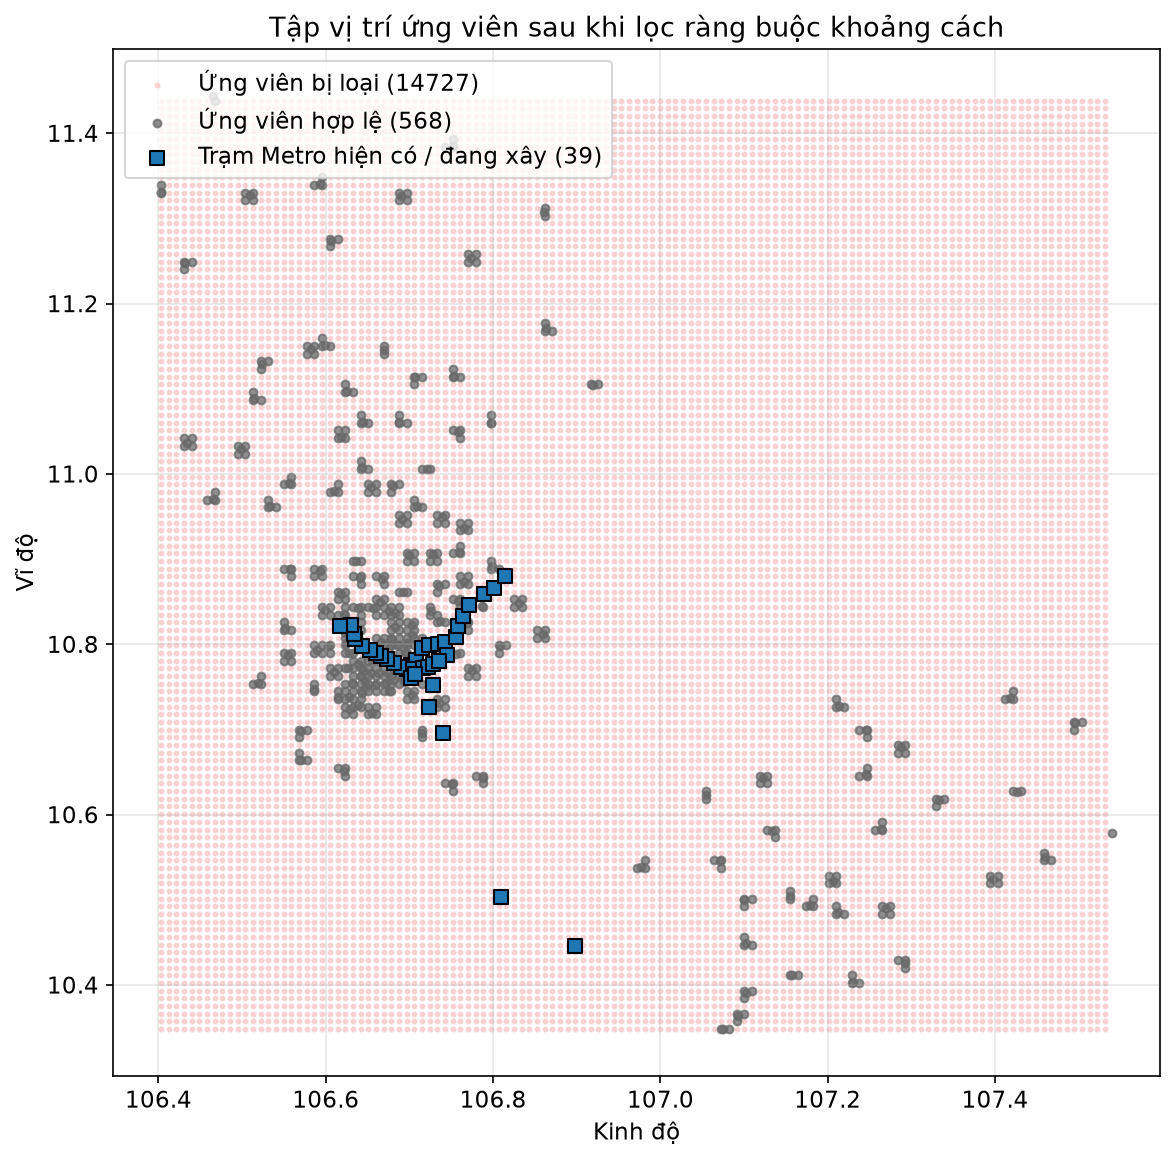 Tập vị trí ứng viên sau khi lọc ràng buộc khoảng cách
Ứng viên bị loại (14727)
Ứng viên hợp lệ (568)
Trạm Metro hiện có / đang xây (39)
Vĩ độ
11.4
11.2
11.0
10.8
10.6
10.4
106.4 106.6 106.8 107.0 107.2 107.4
Kinh độ